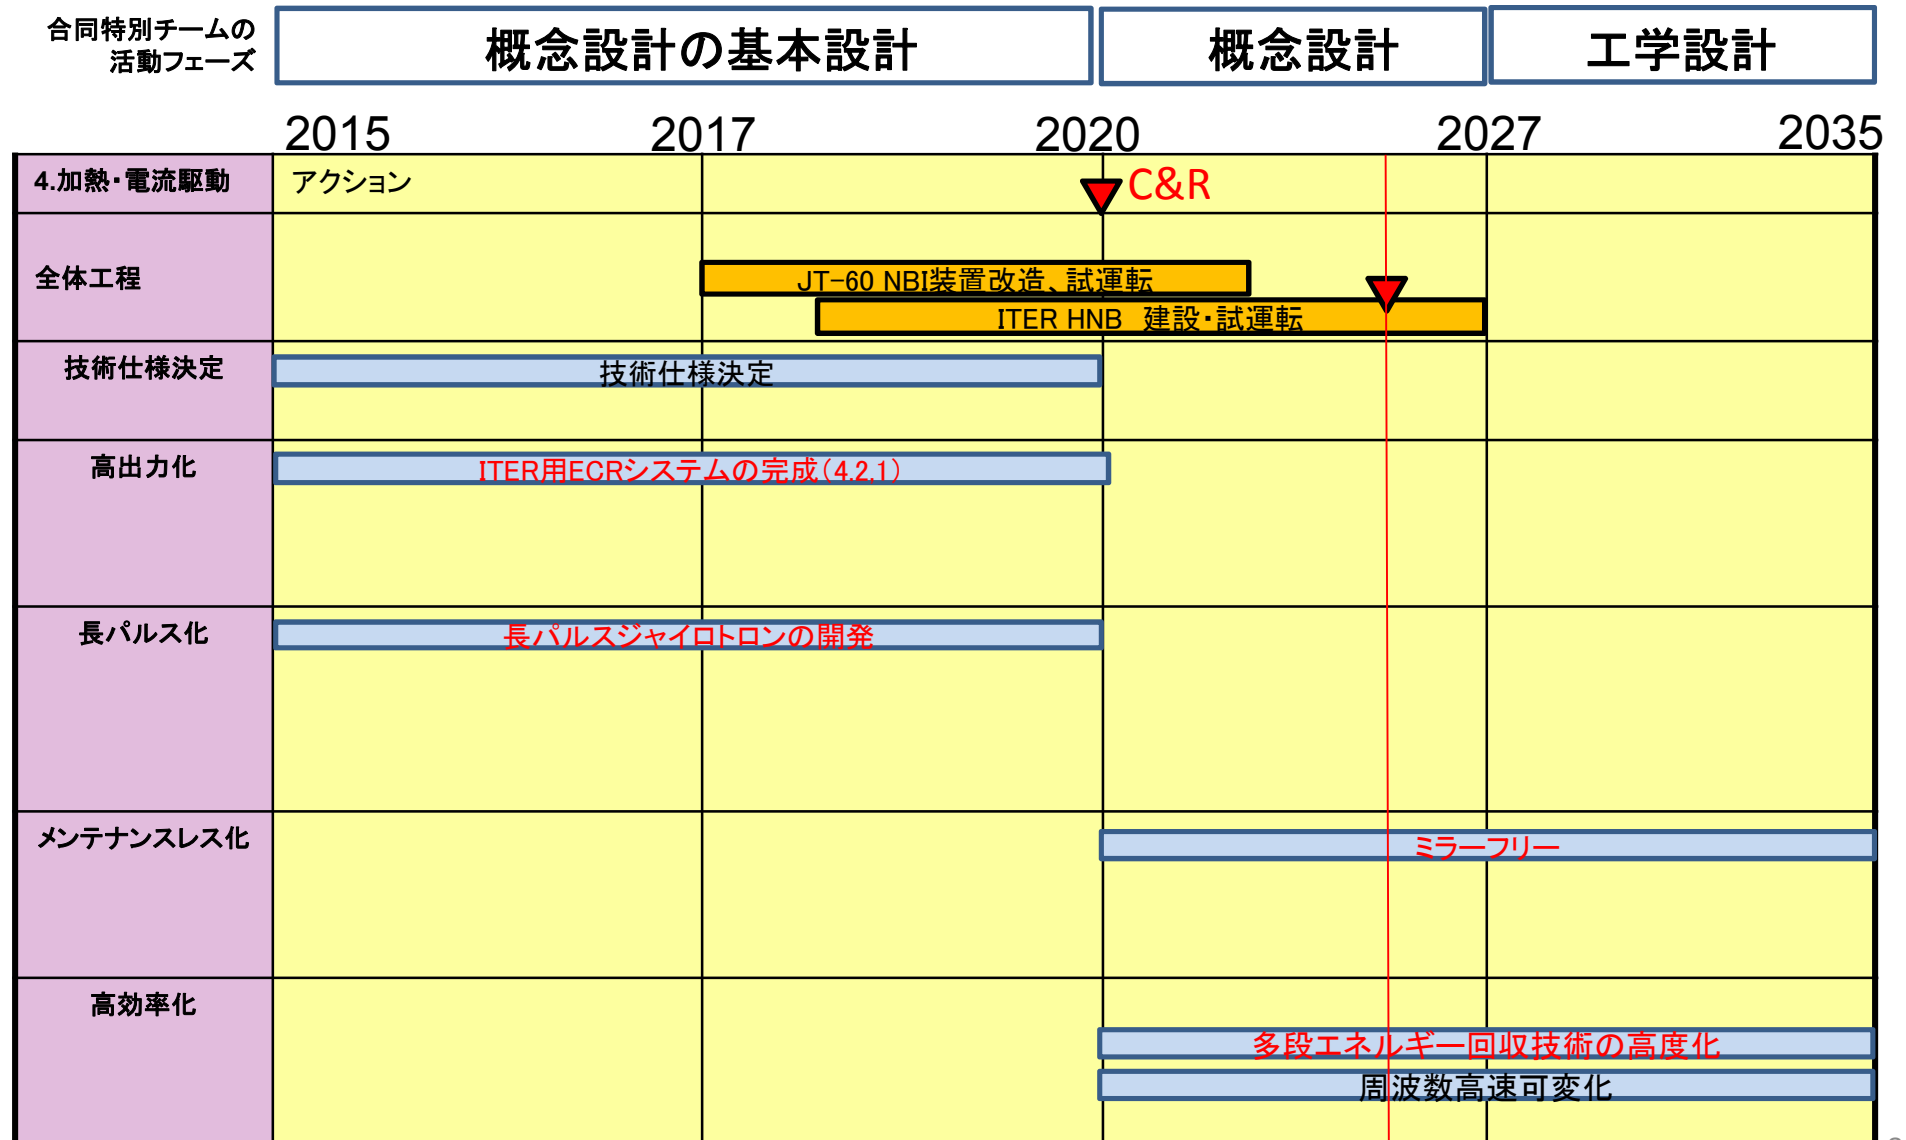 合同特別チームの
活動フェーズ
概念設計の基本設計
概念設計
工学設計
2015
2017
2020
2027
2035
4.加熱・電流駆動
アクション
C&R
全体工程
JT-60 NBI装置改造、試運転
ITER HNB　建設・試運転
技術仕様決定
技術仕様決定
高出力化
ITER用ECRシステムの完成(4.2.1)
長パルス化
長パルスジャイロトロンの開発
メンテナンスレス化
ミラーフリー
高効率化
多段エネルギー回収技術の高度化
周波数高速可変化